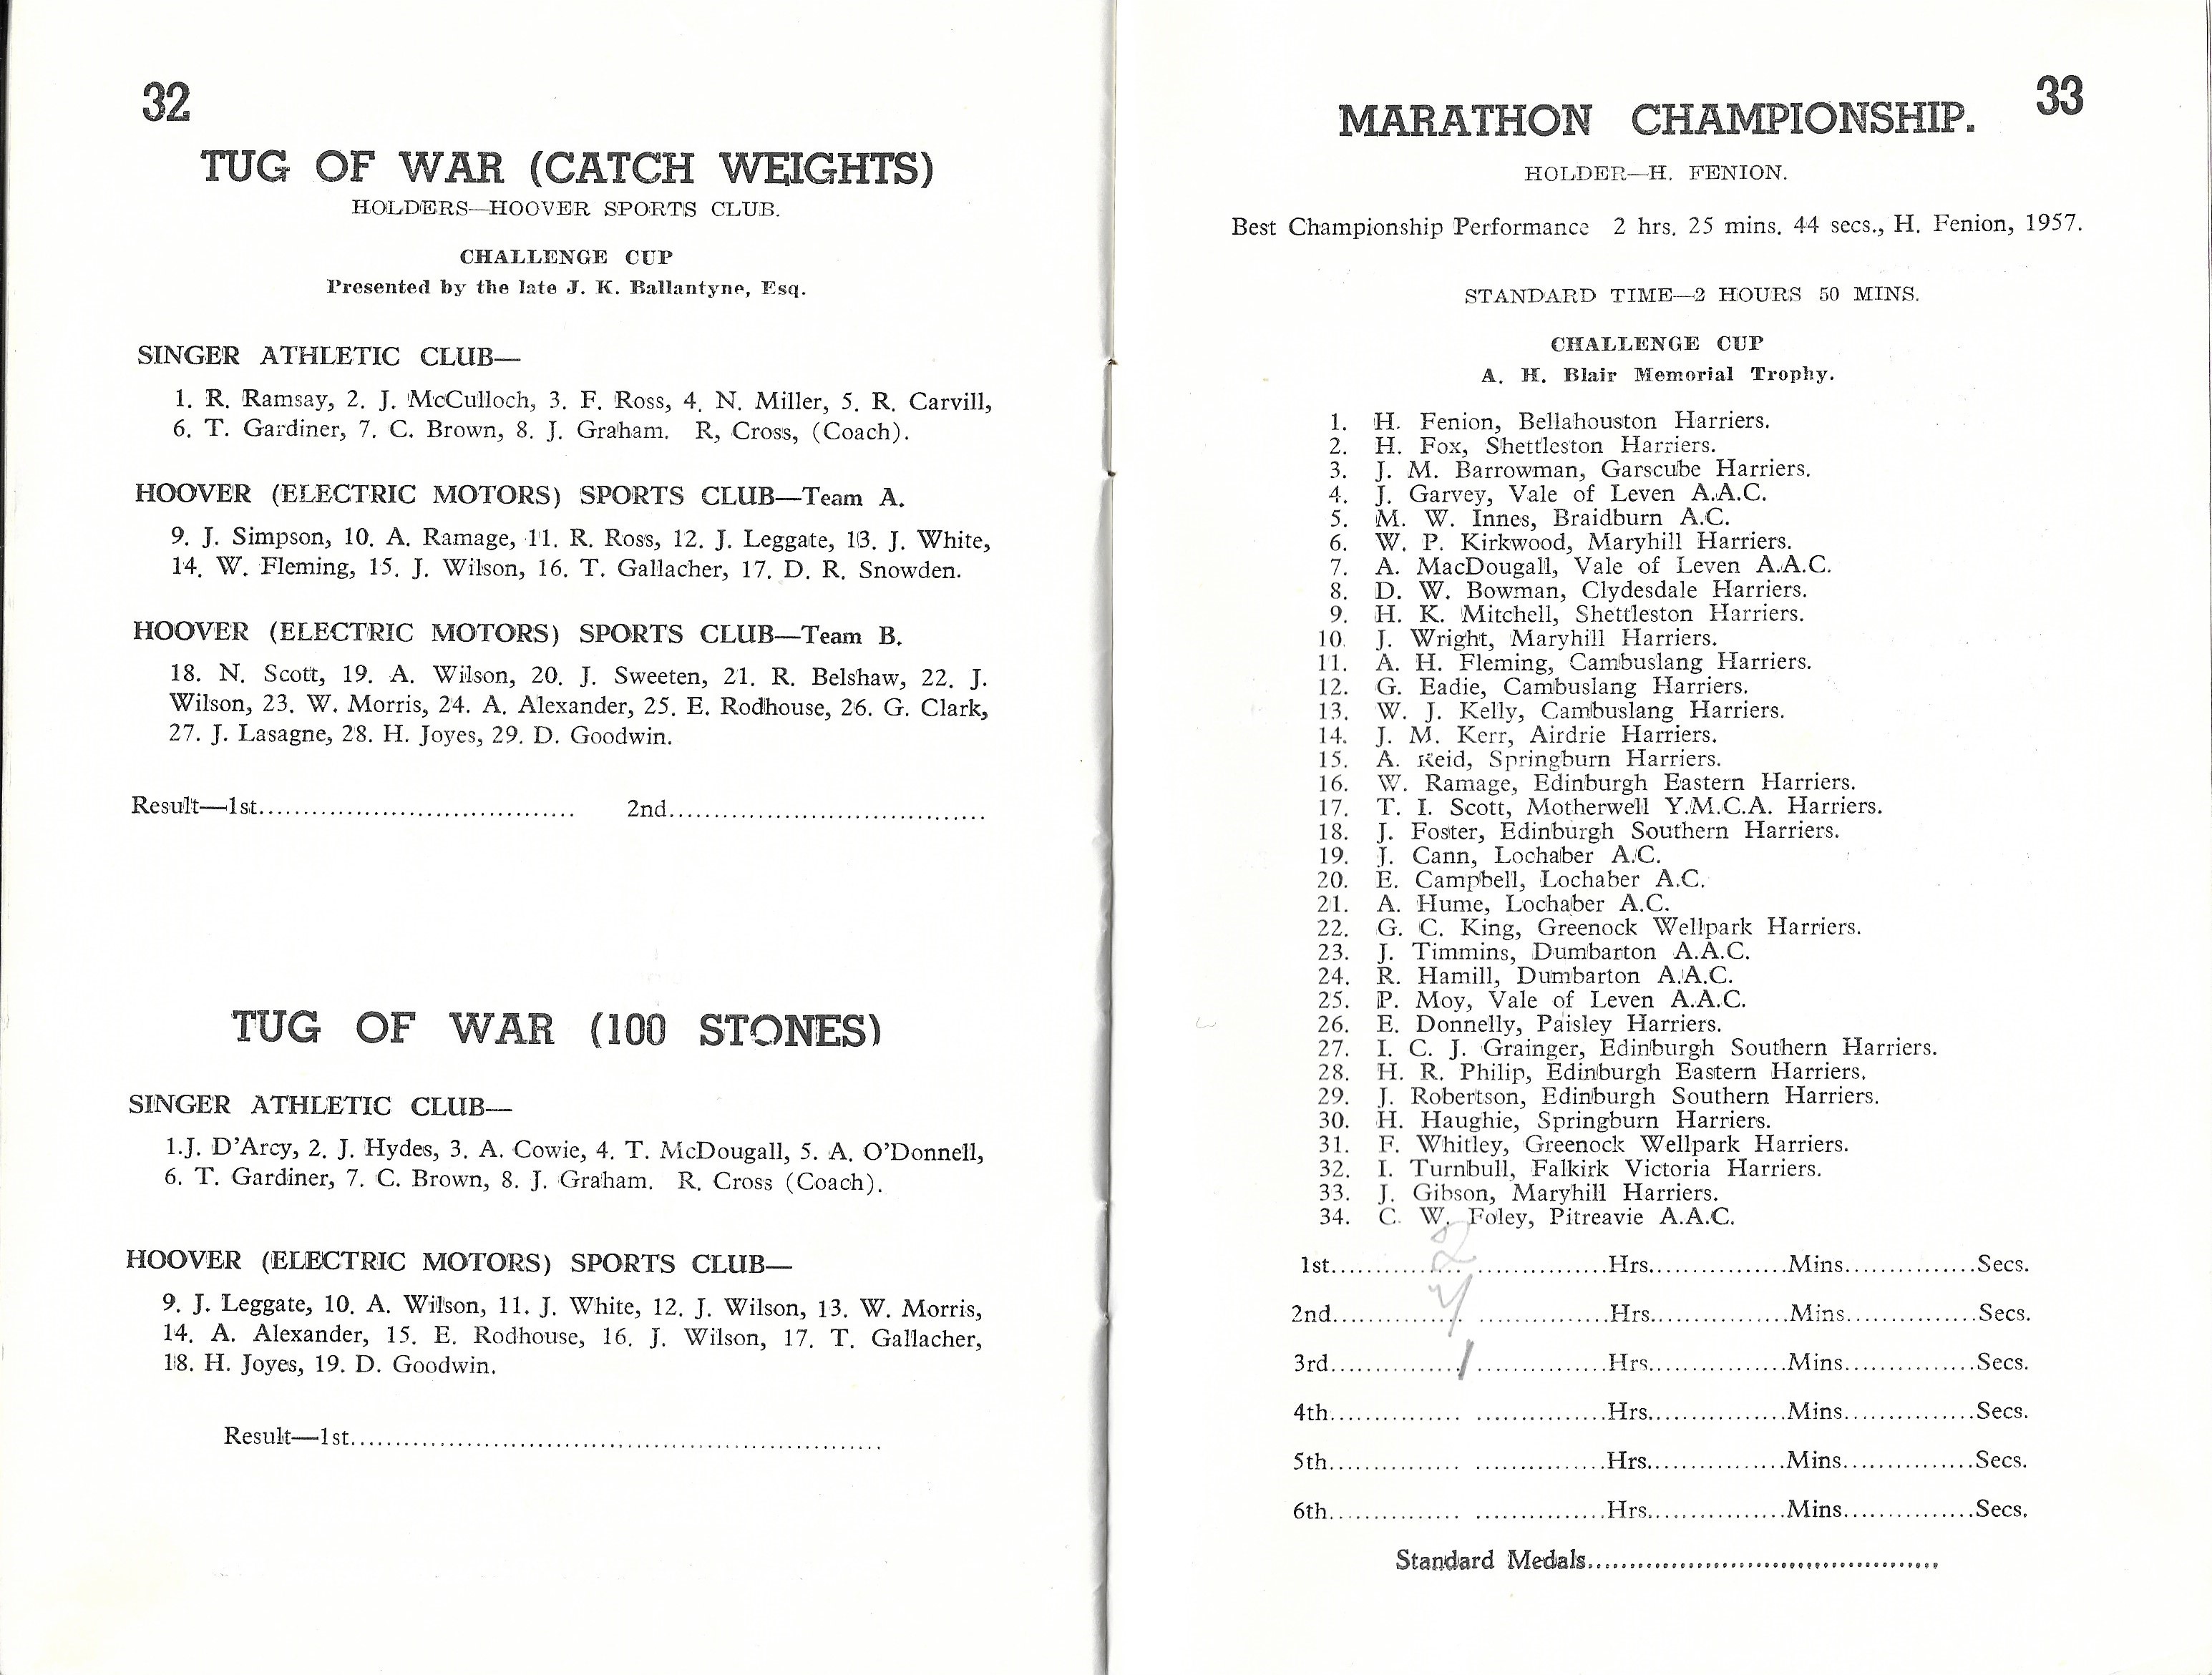 32
TUG OF WAR (CATCH WEIGHTS)
HOLDERS—HOOVER SPORTS CLUB.
CHALLENGE CUP
Presented by the late J. K. Ballantyne, Esq.
SINGER ATHLETIC CLUB—
1. R. Ramsay, 2. J. McCulloch, 3. F. Ross, 4. N. Miller, 5. R. Carvill,
6. T. Gardiner, 7. C. Brown, 8. J. Graham. R, Cross, (Coach).
HOOVER (ELECTRIC MOTORS) SPORTS CLUB—Team A.
9. J. Simpson, 10. A. Ramage, 11. R. Ross, 12. J. Leggate, 13. J. White,
14. W. Fleming, 15. J. Wilson, 16. T. Gallacher, 17. D. R. Snowden.
HOOVER (ELECTRIC MOTORS) SPORTS CLUB—Team B.
18. N. Scott, 19. A. Wilson, 20. J. Sweeten, 21. R. Belshaw, 22. J.
Wilson, 23. W. Morris, 24. A. Alexander, 25. E. Rodhouse, 26. G. Clark,
27. J. Lasagne, 28. H. Joyes, 29. D. Goodwin.
Result—1st.................................... 2nd....................................
TUG OF WAR (100 STONES)
SINGER ATHLETIC CLUB—
1.J. D'Arcy, 2. J. Hydes, 3. A. Cowie, 4. T. McDougall, 5. A. O'Donnell,
6. T. Gardiner, 7. C. Brown, 8. J. Graham. R. Cross (Coach).
HOOVER (ELECTRIC MOTORS) SPORTS CLUB—
9. J. Leggate, 10. A. Wilson, 11. J. White, 12. J. Wilson, 13. W. Morris,
14. A. Alexander, 15. E. Rodhouse, 16. J. Wilson, 17. T. Gallacher,
18. H. Joyes, 19. D. Goodwin.
Result—1st............................................................
33
MARATHON CHAMPIONSHIP.
HOLDER—H. FENION.
Best Championship Performance 2 hrs. 25 mins. 44 secs., H. Fenion, 1957.
STANDARD TIME—2 HOURS 50 MINS.
CHALLENGE CUP
A. H. Blair Memorial Trophy.
1. H. Fenion, Bellahouston Harriers.
2. H. Fox, Shettleston Harriers.
3. J. M. Barrowman, Garscube Harriers.
4. J. Garvey, Vale of Leven A.A.C.
5. M. W. Innes, Braidburn A.C.
6. W. P. Kirkwood, Maryhill Harriers.
7. A. MacDougall, Vale of Leven A.A.C.
8. D. W. Bowman, Clydesdale Harriers.
9. H. K. Mitchell, Shettleston Harriers.
10. J. Wright, Maryhill Harriers.
11. A. H. Fleming, Cambuslang Harriers.
12. G. Eadie, Cambuslang Harriers.
13. W. J. Kelly, Cambuslang Harriers.
14. J. M. Kerr, Airdrie Harriers.
15. A. Reid, Springburn Harriers.
16. W. Ramage, Edinburgh Eastern Harriers.
17. T. I. Scott, Motherwell Y.M.C.A. Harriers.
18. J. Foster, Edinburgh Southern Harriers.
19. J. Cann, Lochaber A.C.
20. E. Campbell, Lochaber A.C.
21. A. Hume, Lochaber A.C.
22. G. C. King, Greenock Wellpark Harriers.
23. J. Timmins, Dumbarton A.A.C.
24. R. Hamill, Dumbarton A.A.C.
25. P. Moy, Vale of Leven A.A.C.
26. E. Donnelly, Paisley Harriers.
27. I. C. J. Grainger, Edinburgh Southern Harriers.
28. H. R. Philip, Edinburgh Eastern Harriers.
29. J. Robertson, Edinburgh Southern Harriers.
30. H. Haughie, Springburn Harriers.
31. F. Whitley, Greenock Wellpark Harriers.
32. I. Turnbull, Falkirk Victoria Harriers.
33. J. Gibson, Maryhill Harriers.
34. C. W. Foley, Pitreavie A.A.C.
1st.............2 ...............Hrs................Mins...............Secs.
2nd............. ...............Hrs................Mins...............Secs.
3rd.............1 ...............Hrs................Mins...............Secs.
4th............... ...............Hrs................Mins...............Secs.
5th............... ...............Hrs................Mins...............Secs.
6th............... ...............Hrs................Mins...............Secs.
Standard Medals..........................................